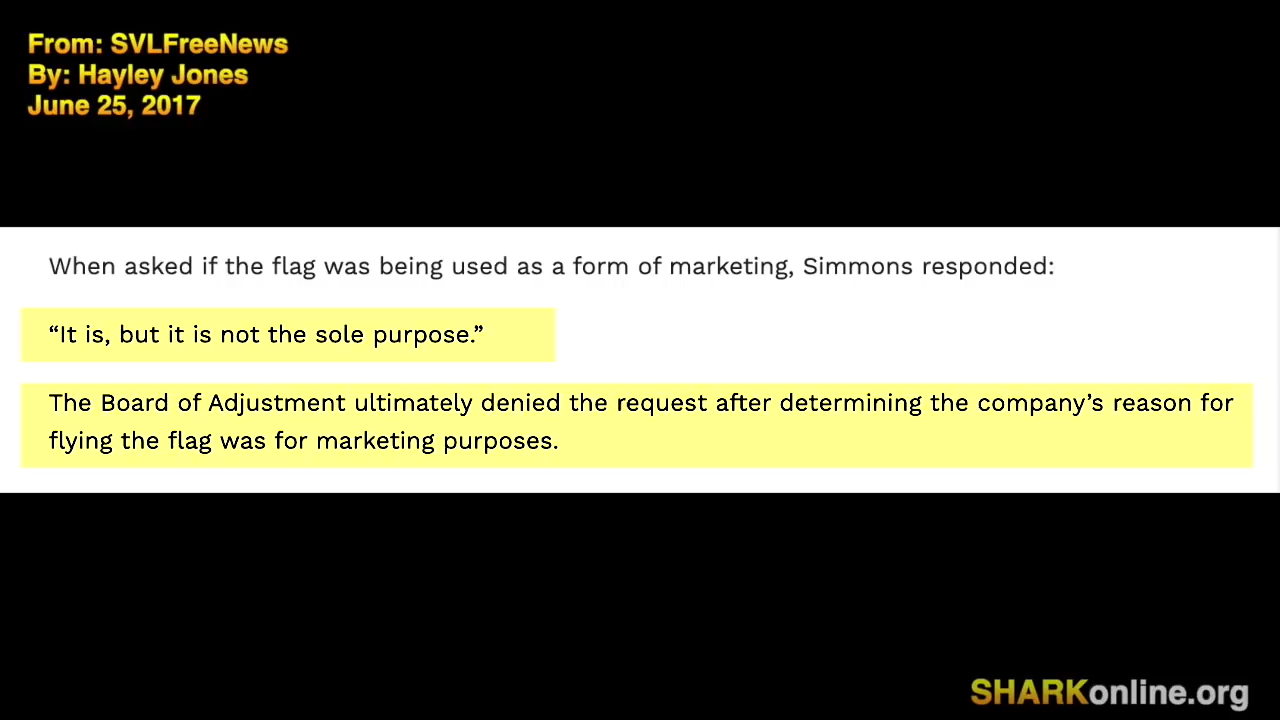 From: SVLFreeNews
By: Hayley Jones
June 25, 2017
When asked if the flag was being used as a form of marketing, Simmons responded:
“It is, but it is not the sole purpose.”
The Board of Adjustment ultimately denied the request after determining the company’s reason for
flying the flag was for marketing purposes.
SHARKonline.org